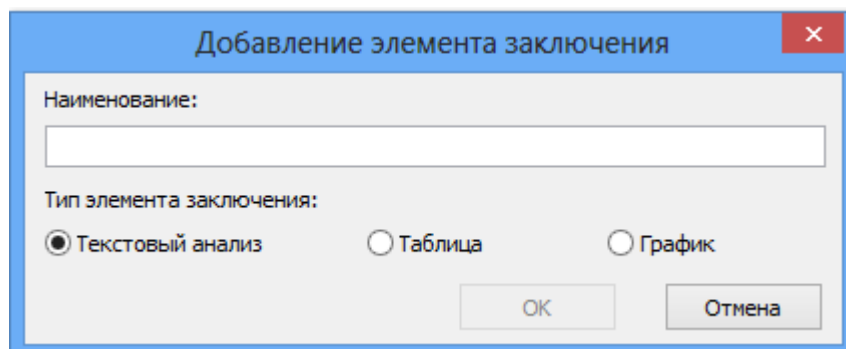 Добавление элемента заключения
Наименование:
Тип элемента заключения:
Текстовый анализ Таблица График
OK Отмена